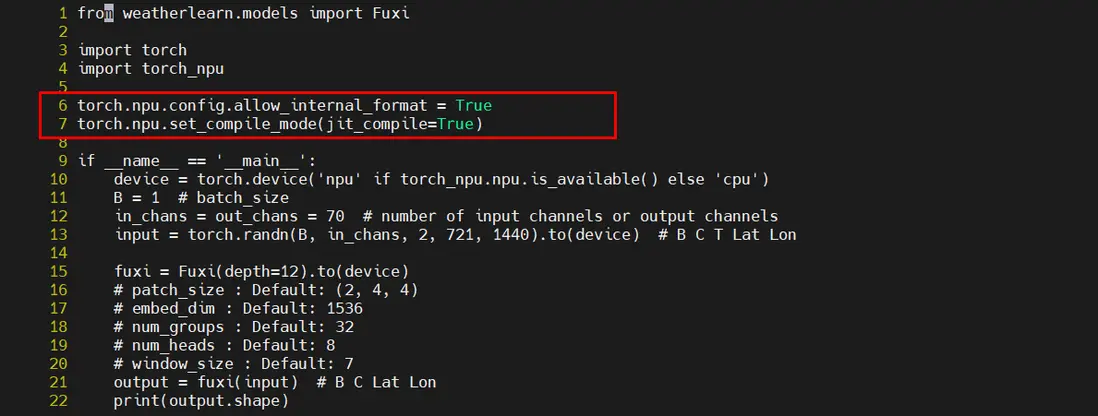 1 from weatherlearn.models import Fuxi
2
3 import torch
4 import torch_npu
5
6 torch.npu.config.allow_internal_format = True
7 torch.npu.set_compile_mode(jit_compile=True)
8
9 if __name__ == '__main__':
10     device = torch.device('npu' if torch_npu.npu.is_available() else 'cpu')
11     B = 1  # batch_size
12     in_chans = out_chans = 70  # number of input channels or output channels
13     input = torch.randn(B, in_chans, 2, 721, 1440).to(device)  # B C T Lat Lon
14
15     fuxi = Fuxi(depth=12).to(device)
16     # patch_size : Default: (2, 4, 4)
17     # embed_dim : Default: 1536
18     # num_groups : Default: 32
19     # num_heads : Default: 8
20     # window_size : Default: 7
21     output = fuxi(input)  # B C Lat Lon
22     print(output.shape)